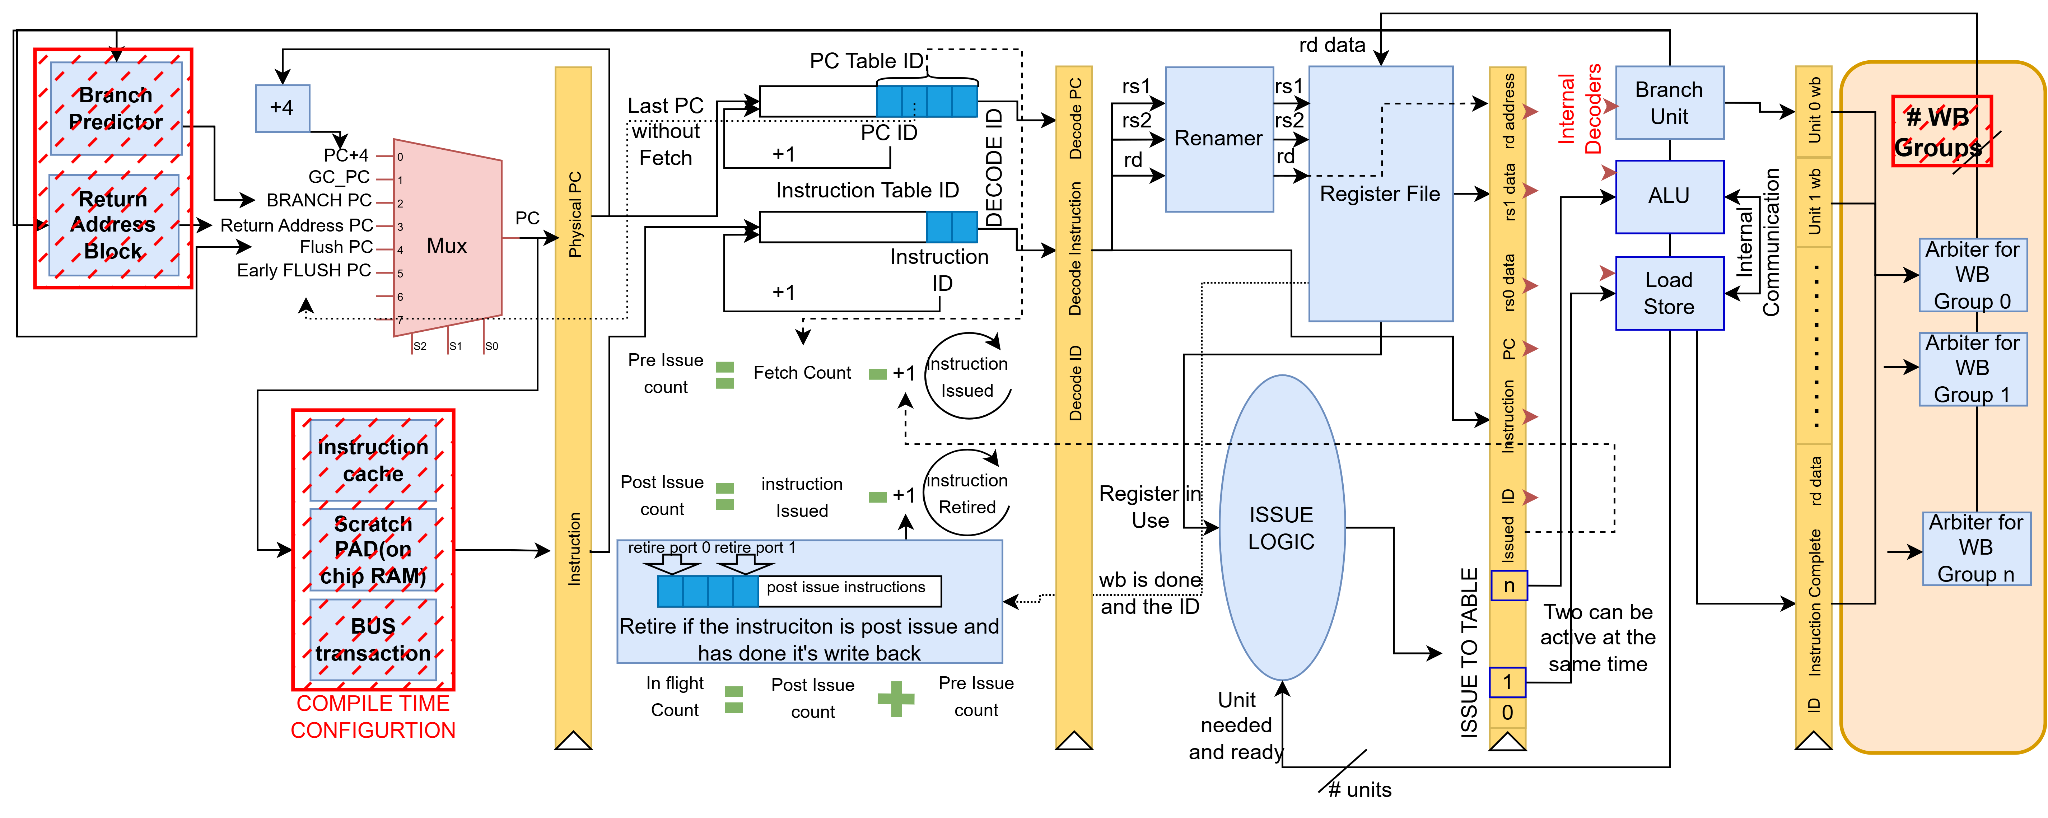 Branch
Predictor
Return
Address
Block
+4
PC+4
GC_PC
BRANCH PC
Return Address PC
Flush PC
Early FLUSH PC
0
1
2
3
4
5
6
7
Mux
S2
S1
S0
PC
Instruction
cache
Scratch
PAD(on
chip RAM)
BUS
transaction
COMPILE TIME
CONFIGURTION
Physical PC
Instruction
Last PC
without
Fetch
PC Table ID
PC ID
+1
Instruction Table ID
Instruction
ID
+1
DECODE ID
Pre Issue
count
Fetch Count
+1
instruction
Issued
Post Issue
count
instruction
Issued
+1
instruction
Retired
retire port 0
retire port 1
post issue instructions
Retire if the instruciton is post issue and
has done it's write back
In flight
Count
Post Issue
count
Pre Issue
count
Decode PC
Decode Instruction
Decode ID
rs1
rs2
rd
Renamer
rs1
rs2
rd
rd data
Register File
Register in
Use
wb is done
and the ID
ISSUE
LOGIC
Unit
needed
and ready
# units
rd address
rs1 data
rs0 data
PC
Instruction
ID
Issued
n
1
0
ISSUE TO TABLE
Two can be
active at the
same time
Internal
Decoders
Branch
Unit
ALU
Load
Store
Internal
Communication
Unit 0 wb
Unit 1 wb
rd data
Instruction Complete
ID
# WB
Groups
Arbiter for
WB
Group 0
Arbiter for
WB
Group 1
Arbiter for
WB
Group n